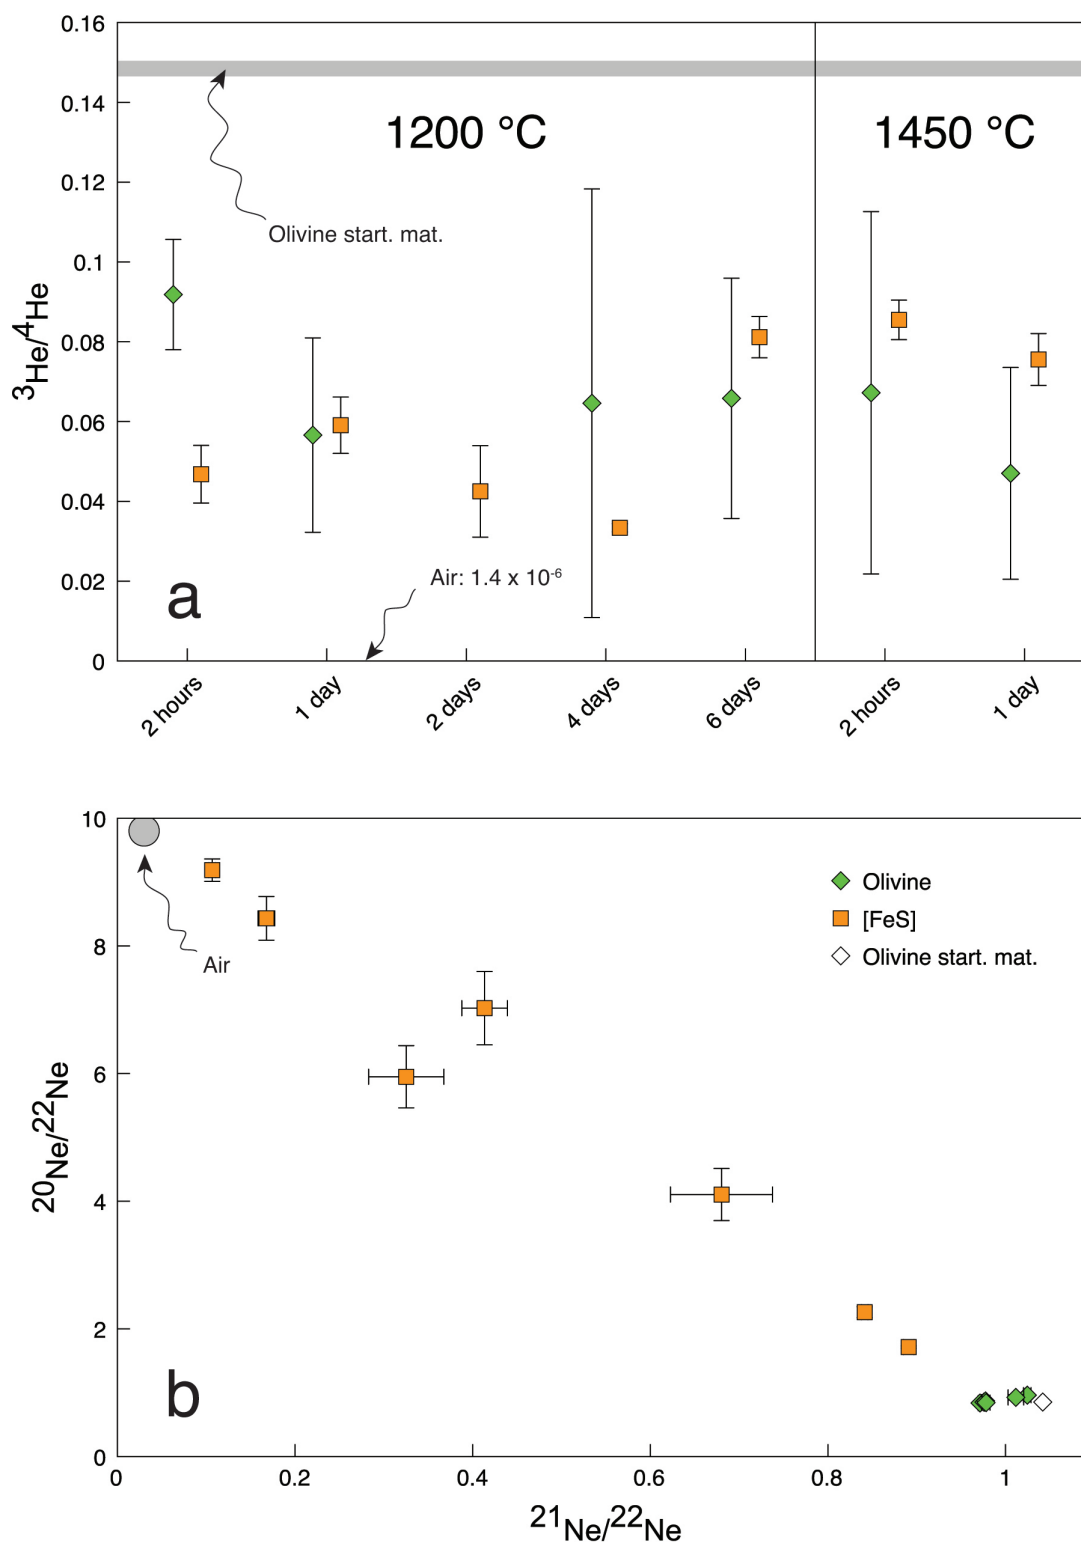 0.16
0.14
0.12
0.1
0.08
0.06
0.04
0.02
0
³He/⁴He
1200 °C
1450 °C
Olivine start. mat.
Air: 1.4 x 10⁻⁶
a
2 hours
1 day
2 days
4 days
6 days
2 hours
1 day
10
8
6
4
2
0
²⁰Ne/²²Ne
Air
Olivine
[FeS]
Olivine start. mat.
b
0
0.2
0.4
0.6
0.8
1
²¹Ne/²²Ne